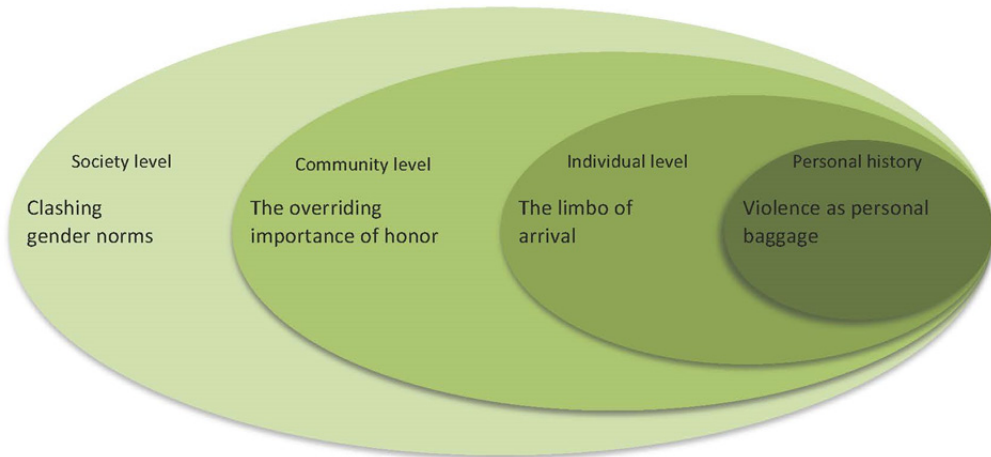 Society level
Clashing
gender norms
Community level
The overriding
importance of honor
Individual level
The limbo of
arrival
Personal history
Violence as personal
baggage